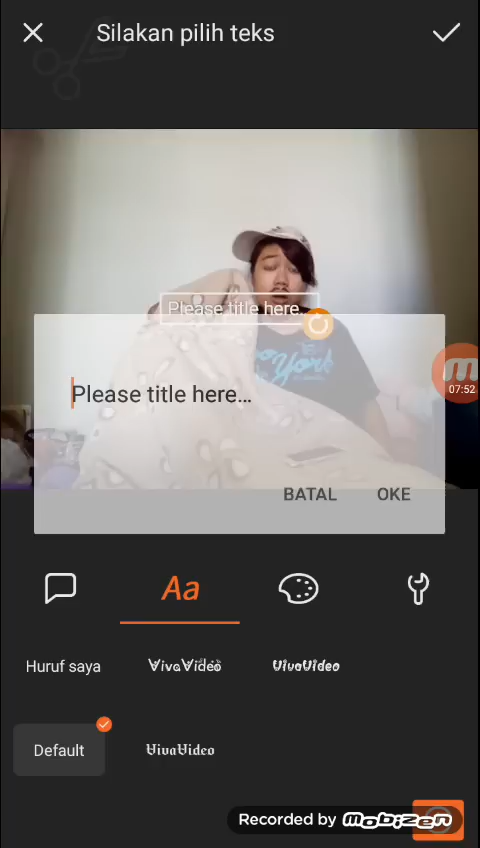 Silakan pilih teks
Please title here...
York
07:52
Please title here...
BATAL
OKE
Aa
Huruf saya
VivaVideo
VivaVideo
Default
VivaVideo
Recorded by Mobizen